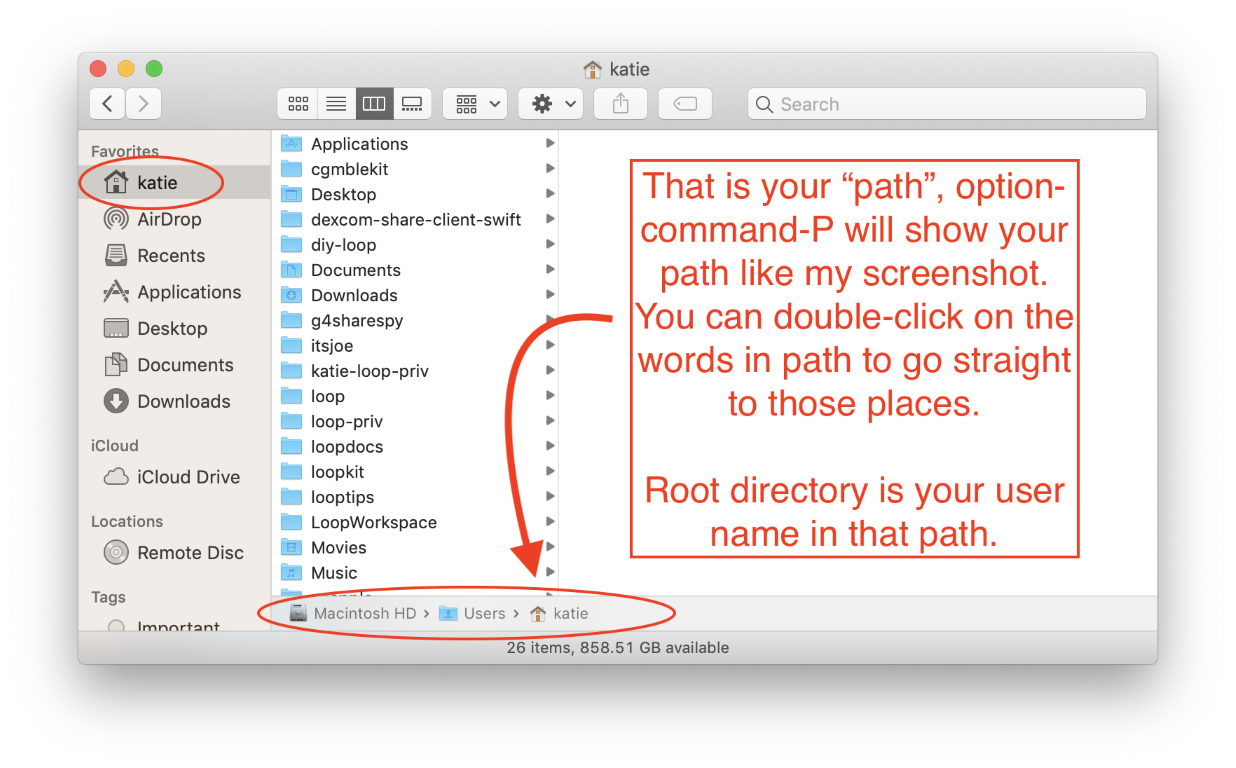 katie
Search
Favorites
katie
AirDrop
Recents
Applications
Desktop
Documents
Downloads
iCloud
iCloud Drive
Locations
Remote Disc
Tags
Important
Applications
cgmblekit
Desktop
dexcom-share-client-swift
diy-loop
Documents
Downloads
g4sharespy
itsjoe
katie-loop-priv
loop
loop-priv
loopdocs
loopkit
looptips
LoopWorkspace
Movies
Music
That is your “path”, option-
command-P will show your
path like my screenshot.
You can double-click on the
words in path to go straight
to those places.
Root directory is your user
name in that path.
Macintosh HD › Users › katie
26 items, 858.51 GB available